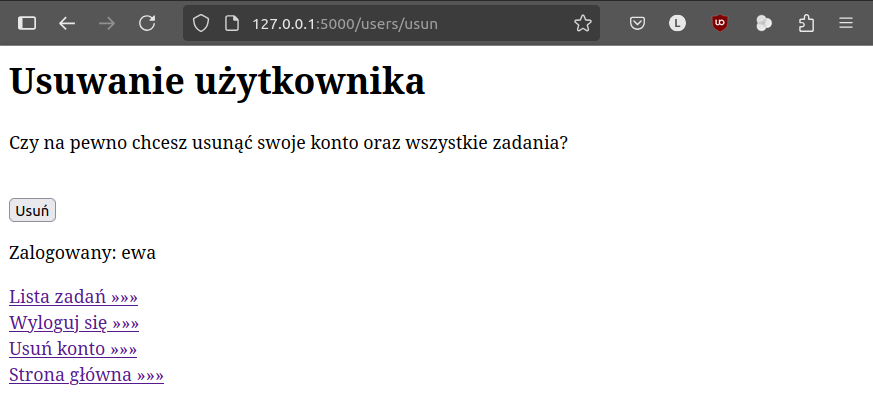 127.0.0.1:5000/users/usun
L
Usuwanie użytkownika
Czy na pewno chcesz usunąć swoje konto oraz wszystkie zadania?
Usuń
Zalogowany: ewa
Lista zadań »»»
Wyloguj się »»»
Usuń konto »»»
Strona główna »»»